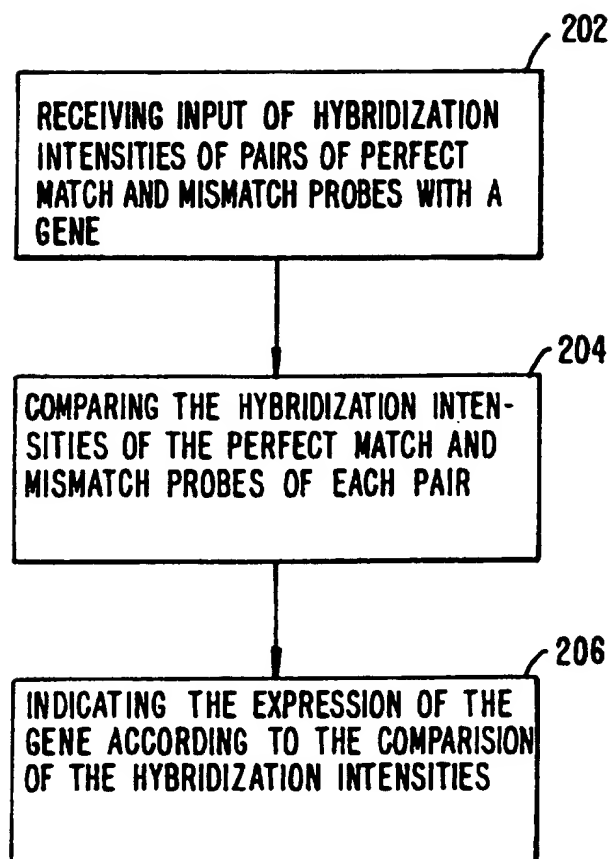 202
RECEIVING INPUT OF HYBRIDIZATION
INTENSITIES OF PAIRS OF PERFECT
MATCH AND MISMATCH PROBES WITH A
GENE
204
COMPARING THE HYBRIDIZATION INTEN-
SITIES OF THE PERFECT MATCH AND
MISMATCH PROBES OF EACH PAIR
206
INDICATING THE EXPRESSION OF THE
GENE ACCORDING TO THE COMPARISION
OF THE HYBRIDIZATION INTENSITIES